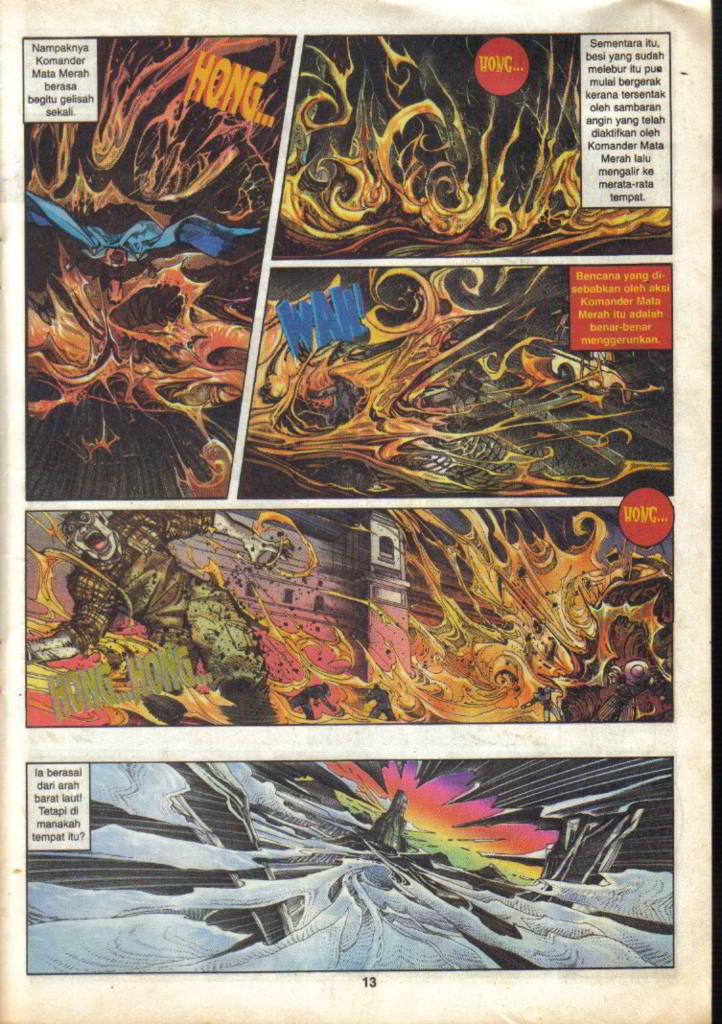 Nampaknya
Komander
Mata Merah
berasa
begitu gelisah
sekali.
HONG...
HONG...
Sementara itu,
besi yang sudah
melebur itu pun
mulai bergerak
kerana tersentak
oleh sambaran
angin yang telah
diaktifkan oleh
Komander Mata
Merah lalu
mengalir ke
merata-rata
tempat.
WAH!
Bencana yang di-
sebabkan oleh aksi
Komander Mata
Merah itu adalah
benar-benar
menggerunkan.
HONG...
HONG...HONG...
Ia berasal
dari arah
barat laut!
Tetapi di
manakah
tempat itu?
13